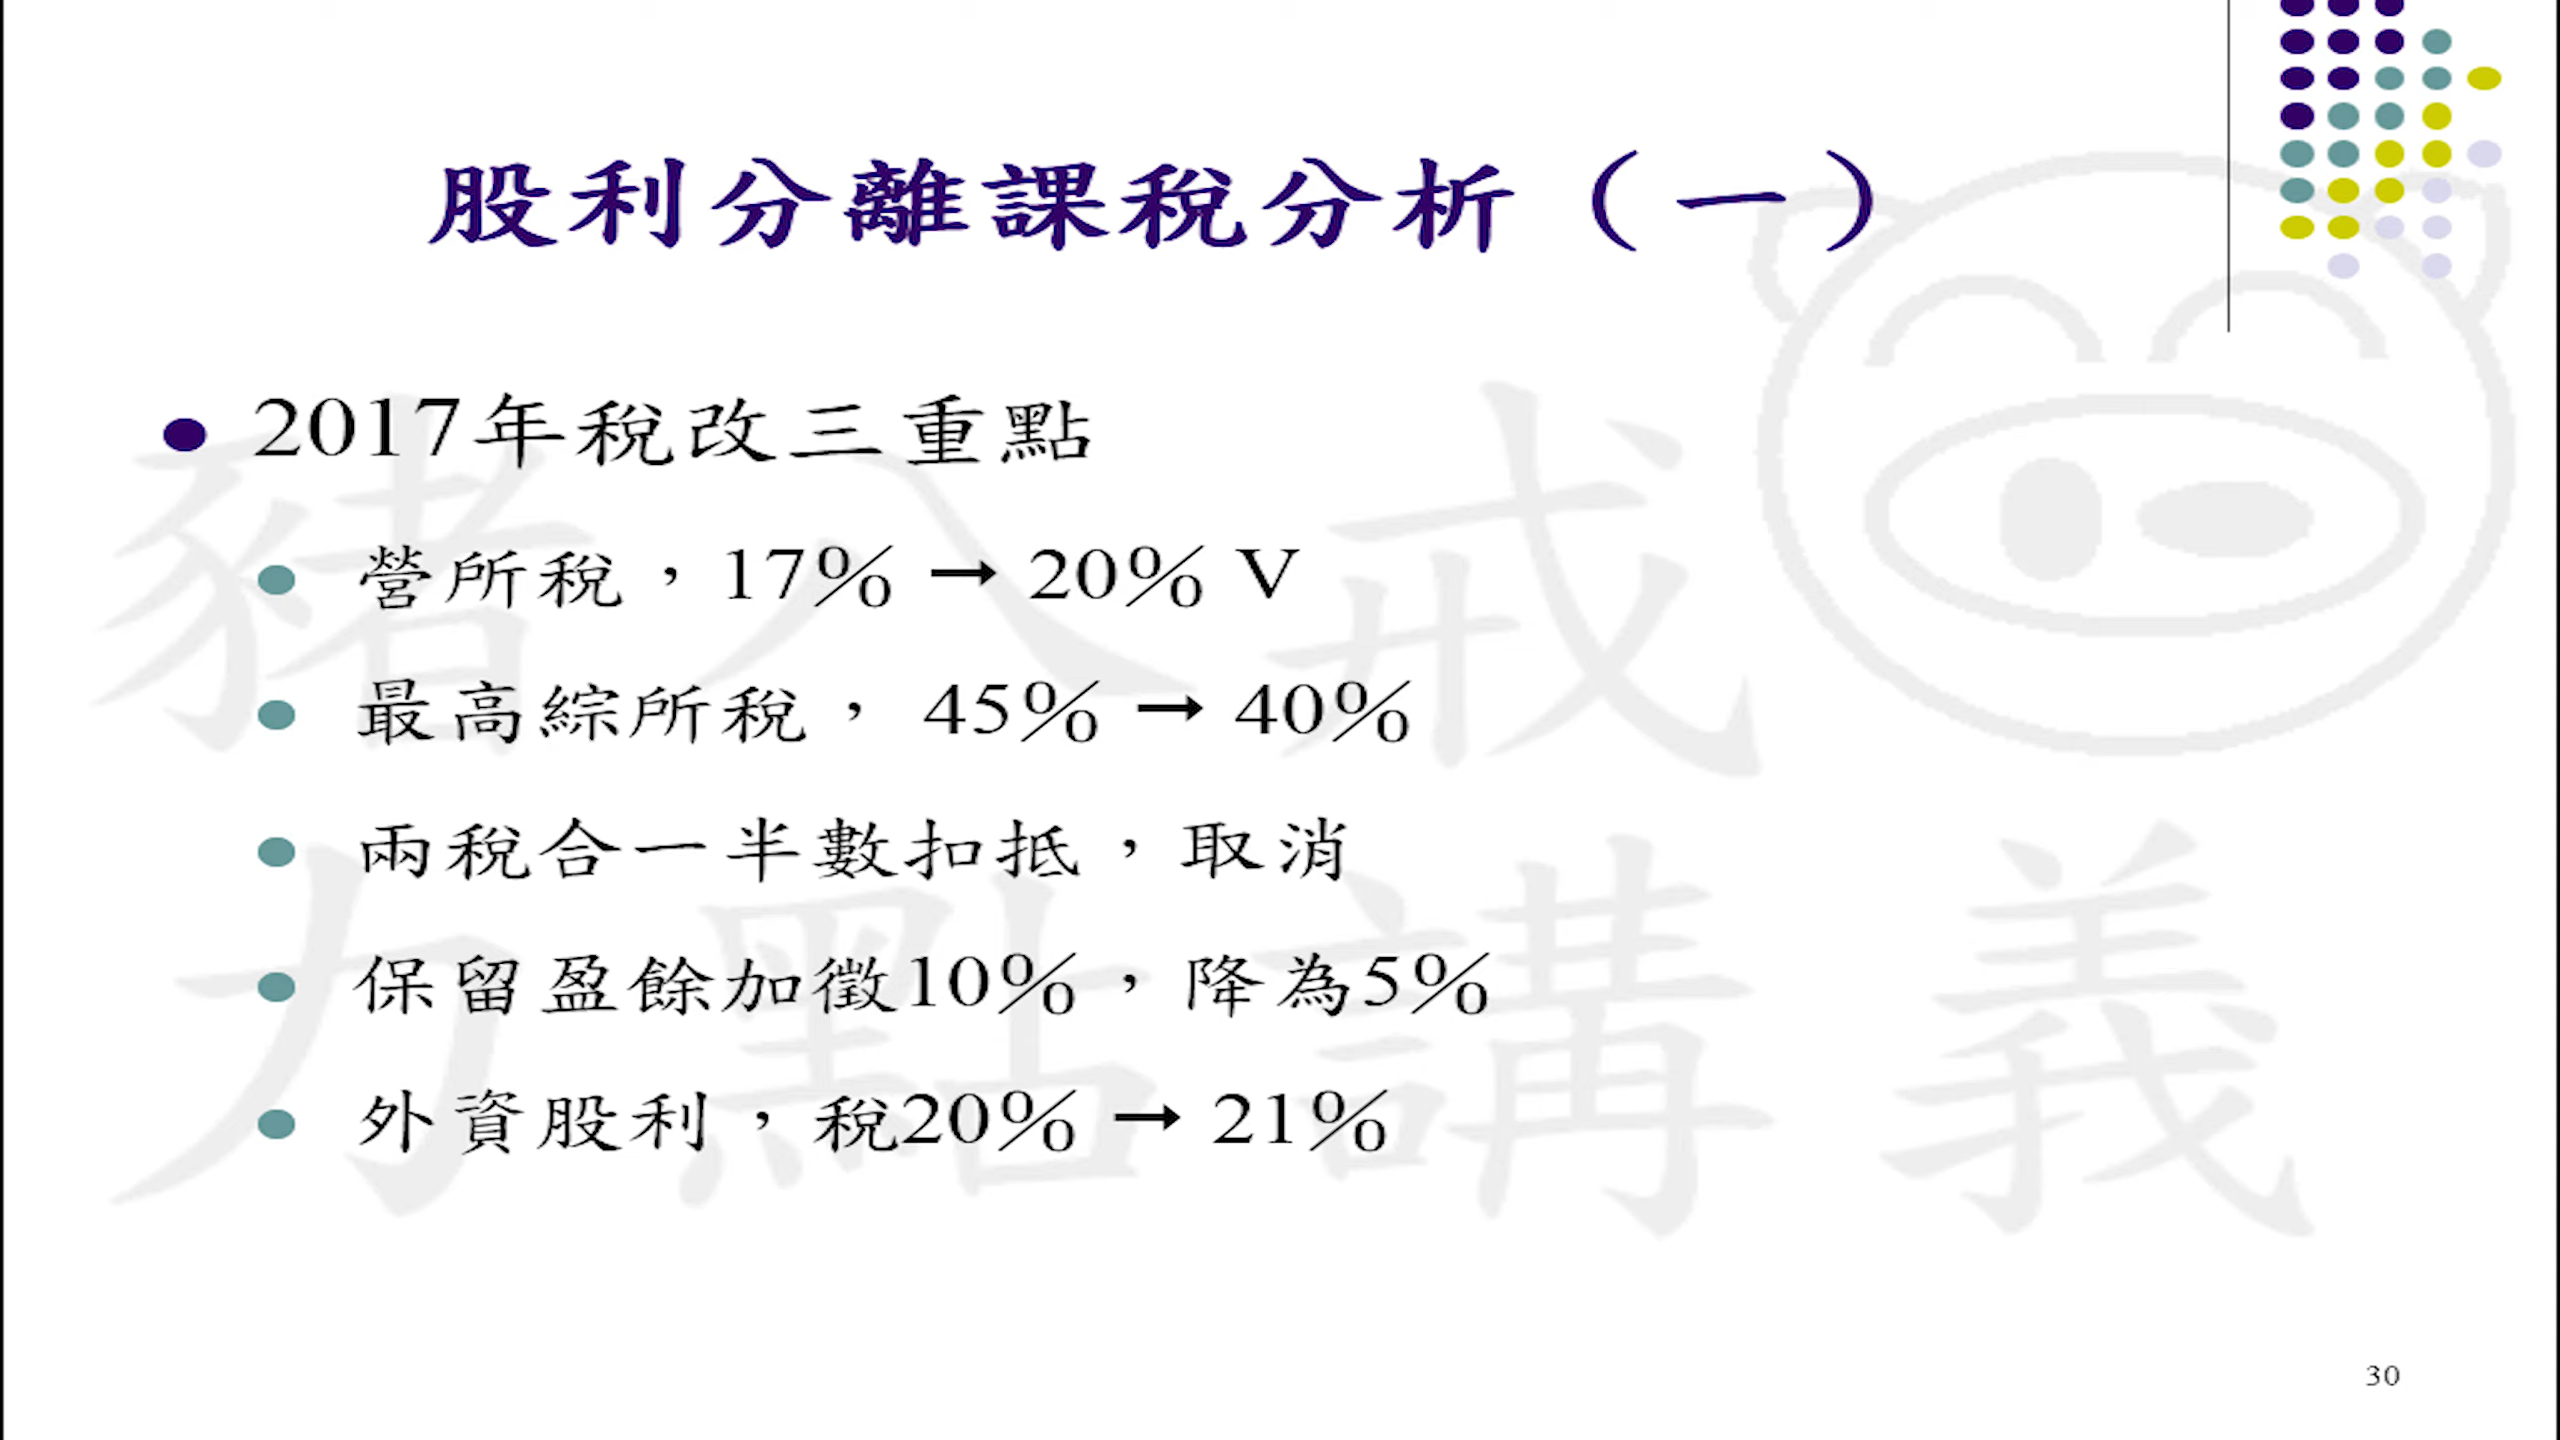 股利分離課稅分析（一）
2017年稅改三重點
營所稅，17% → 20% V
最高綜所稅， 45% → 40%
兩稅合一半數扣抵，取消
保留盈餘加徵10%，降為5%
外資股利，稅20% → 21%
豬八戒
力點講義
30